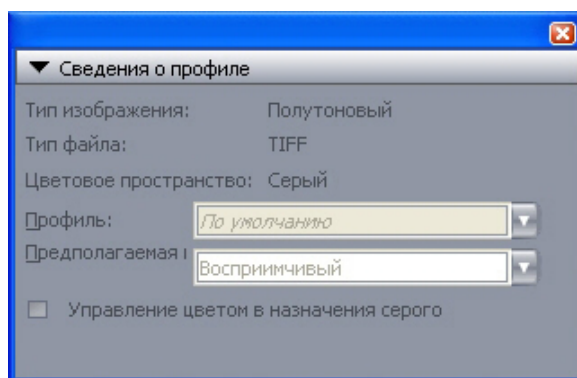 Сведения о профиле
Тип изображения: Полутоновый
Тип файла: TIFF
Цветовое пространство: Серый
Профиль: По умолчанию
Предполагаемая
Восприимчивый
Управление цветом в назначения серого